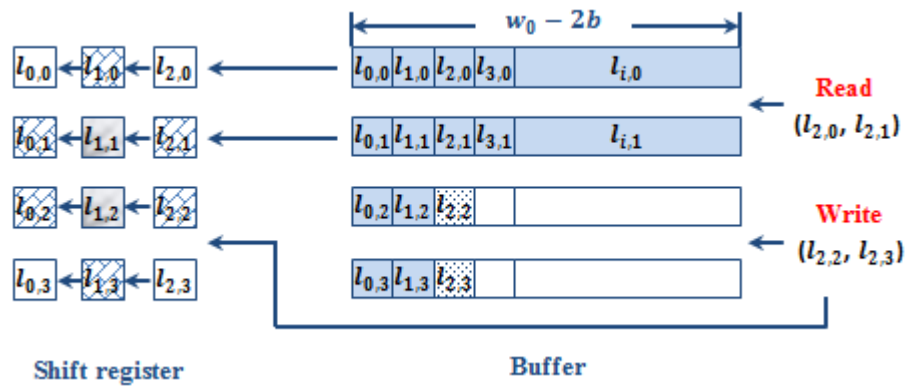 w₀ − 2b
l₀,₀ l₁,₀ l₂,₀ l₀,₀ l₁,₀ l₂,₀ l₃,₀ lᵢ,₀
Read
(l₂,₀, l₂,₁)
l₀,₁ l₁,₁ l₂,₁ l₀,₁ l₁,₁ l₂,₁ l₃,₁ lᵢ,₁
l₀,₂ l₁,₂ l₂,₂ l₀,₂ l₁,₂ l₂,₂
Write
(l₂,₂, l₂,₃)
l₀,₃ l₁,₃ l₂,₃ l₀,₃ l₁,₃ l₂,₃
Shift register Buffer